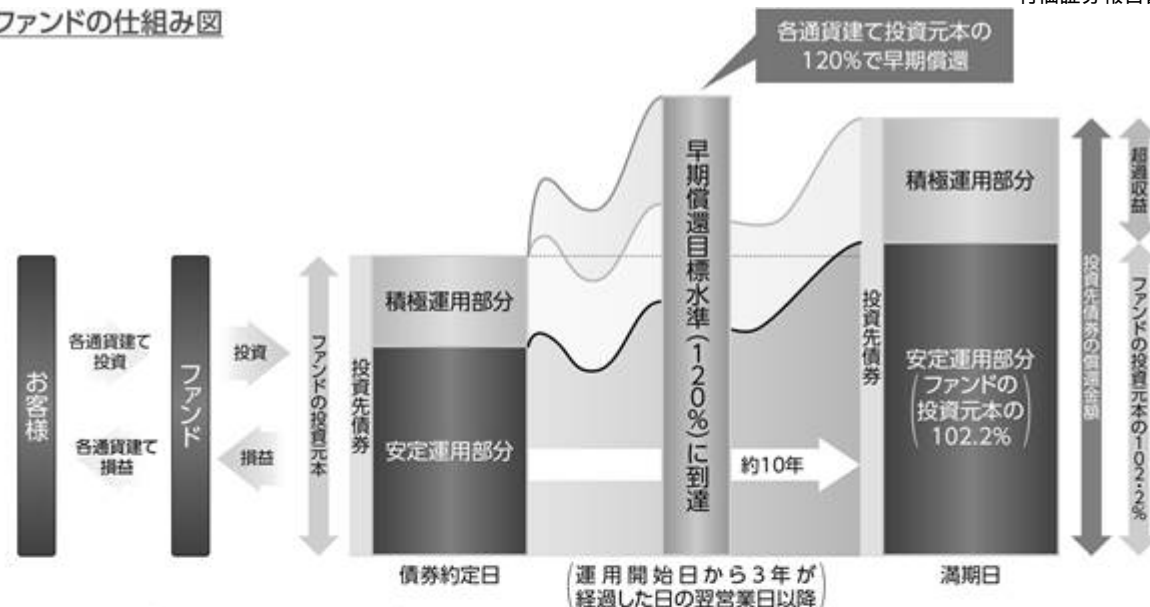 ファンドの仕組み図
各通貨建て投資元本の
120%で早期償還
お客様
各通貨建て
投資
各通貨建て
損益
ファンド
投資
損益
ファンドの投資元本
投資先債券
積極運用部分
安定運用部分
早期償還目標水準(120%)に到達
約10年
投資先債券
積極運用部分
安定運用部分
(ファンドの
投資元本の
102.2%)
投資先債券の償還金額
超過収益
ファンドの投資元本の102.2%
債券約定日
(運用開始日から3年が
経過した日の翌営業日以降)
満期日